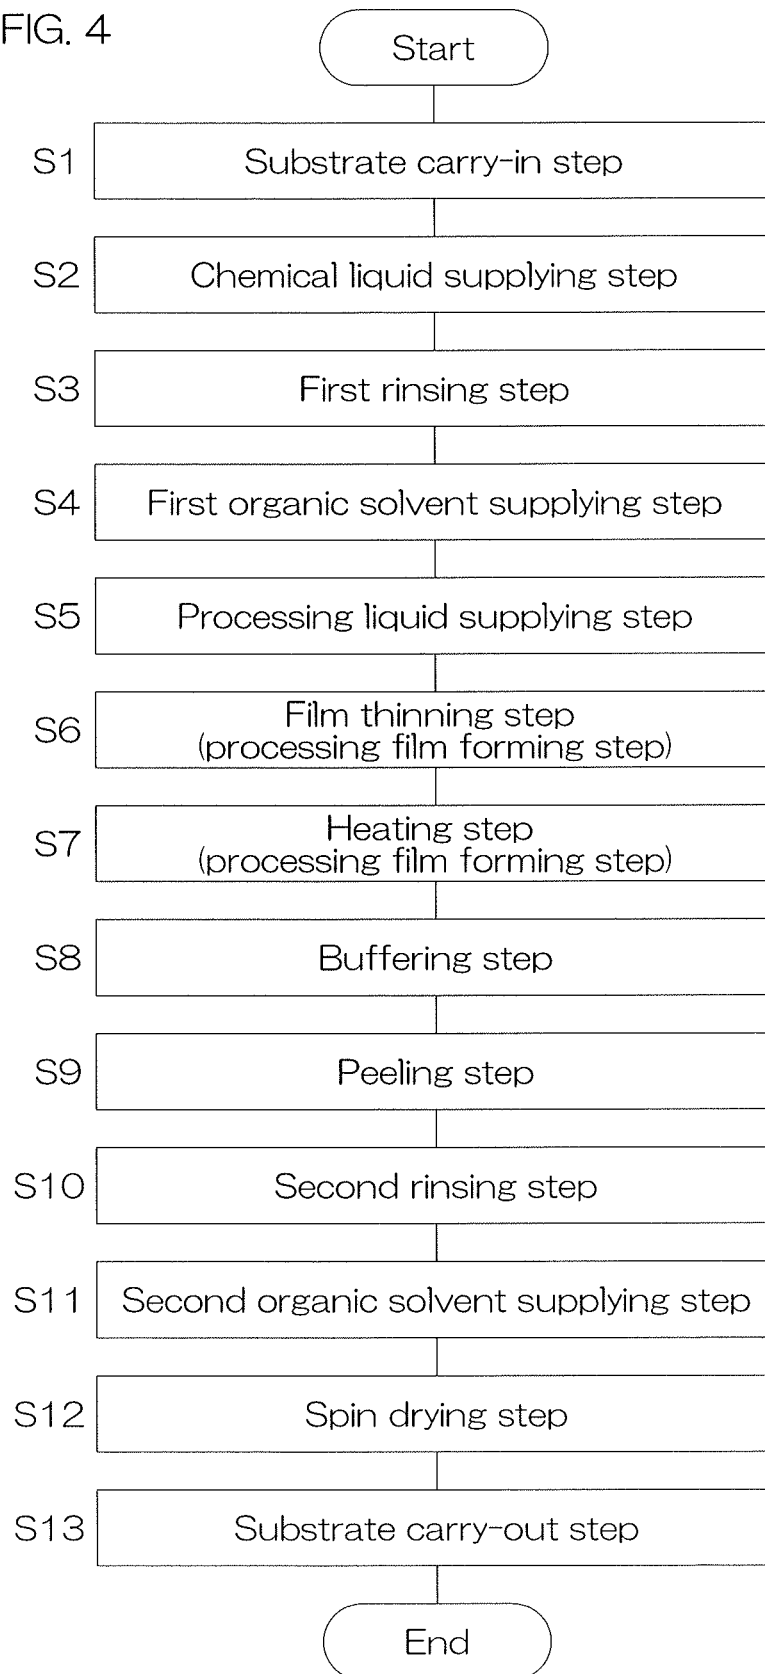 FIG. 4
Start
S1 Substrate carry-in step
S2 Chemical liquid supplying step
S3 First rinsing step
S4 First organic solvent supplying step
S5 Processing liquid supplying step
S6 Film thinning step
(processing film forming step)
S7 Heating step
(processing film forming step)
S8 Buffering step
S9 Peeling step
S10 Second rinsing step
S11 Second organic solvent supplying step
S12 Spin drying step
S13 Substrate carry-out step
End